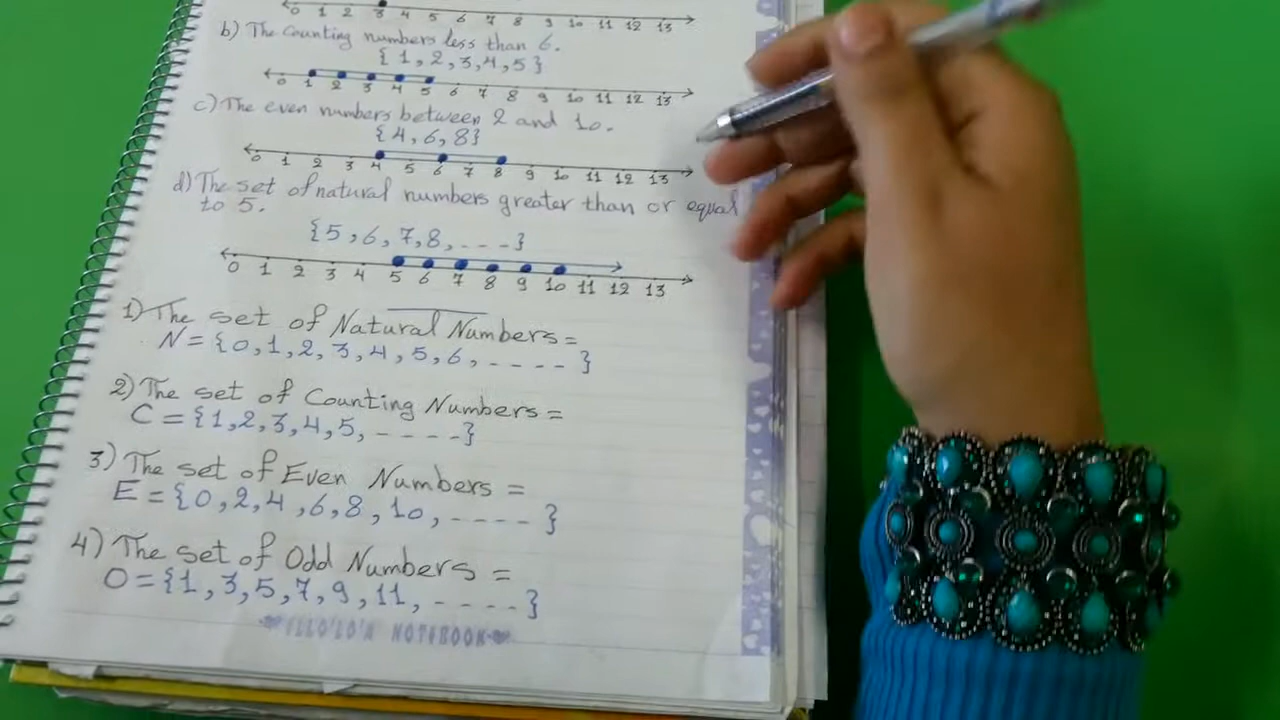 0 1 2 3 4 5 6 7 8 9 10 11 12 13
b) The Counting numbers less than 6.
{1,2,3,4,5}
0 1 2 3 4 5 6 7 8 9 10 11 12 13
c) The even numbers between 2 and 10.
{4,6,8}
0 1 2 3 4 5 6 7 8 9 10 11 12 13
d) The set of natural numbers greater than or equal
to 5.
{5,6,7,8,---}
0 1 2 3 4 5 6 7 8 9 10 11 12 13
1) The set of Natural Numbers=
N={0,1,2,3,4,5,6,----}
2) The set of Counting Numbers=
C={1,2,3,4,5,----}
3) The set of Even Numbers=
E={0,2,4,6,8,10,----}
4) The set of Odd Numbers=
O={1,3,5,7,9,11,----}
NOTEBOOK